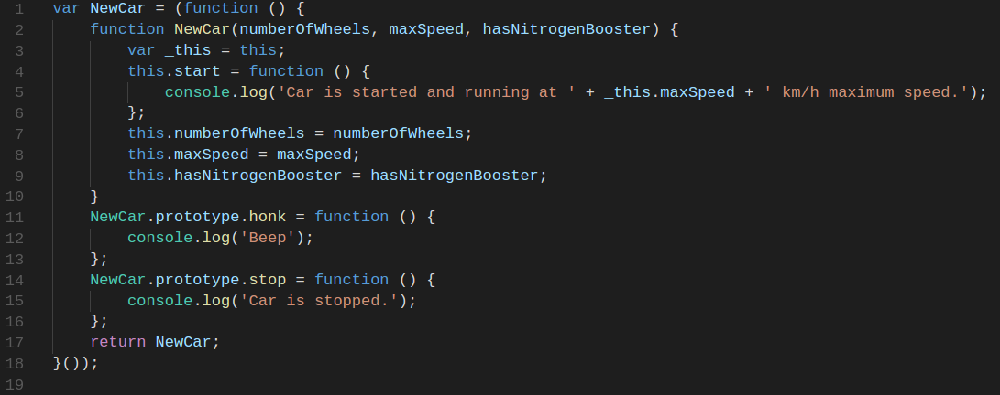 1 var NewCar = (function () {
2     function NewCar(numberOfWheels, maxSpeed, hasNitrogenBooster) {
3         var _this = this;
4         this.start = function () {
5             console.log('Car is started and running at ' + _this.maxSpeed + ' km/h maximum speed.');
6         };
7         this.numberOfWheels = numberOfWheels;
8         this.maxSpeed = maxSpeed;
9         this.hasNitrogenBooster = hasNitrogenBooster;
10     }
11     NewCar.prototype.honk = function () {
12         console.log('Beep');
13     };
14     NewCar.prototype.stop = function () {
15         console.log('Car is stopped.');
16     };
17     return NewCar;
18 }());
19